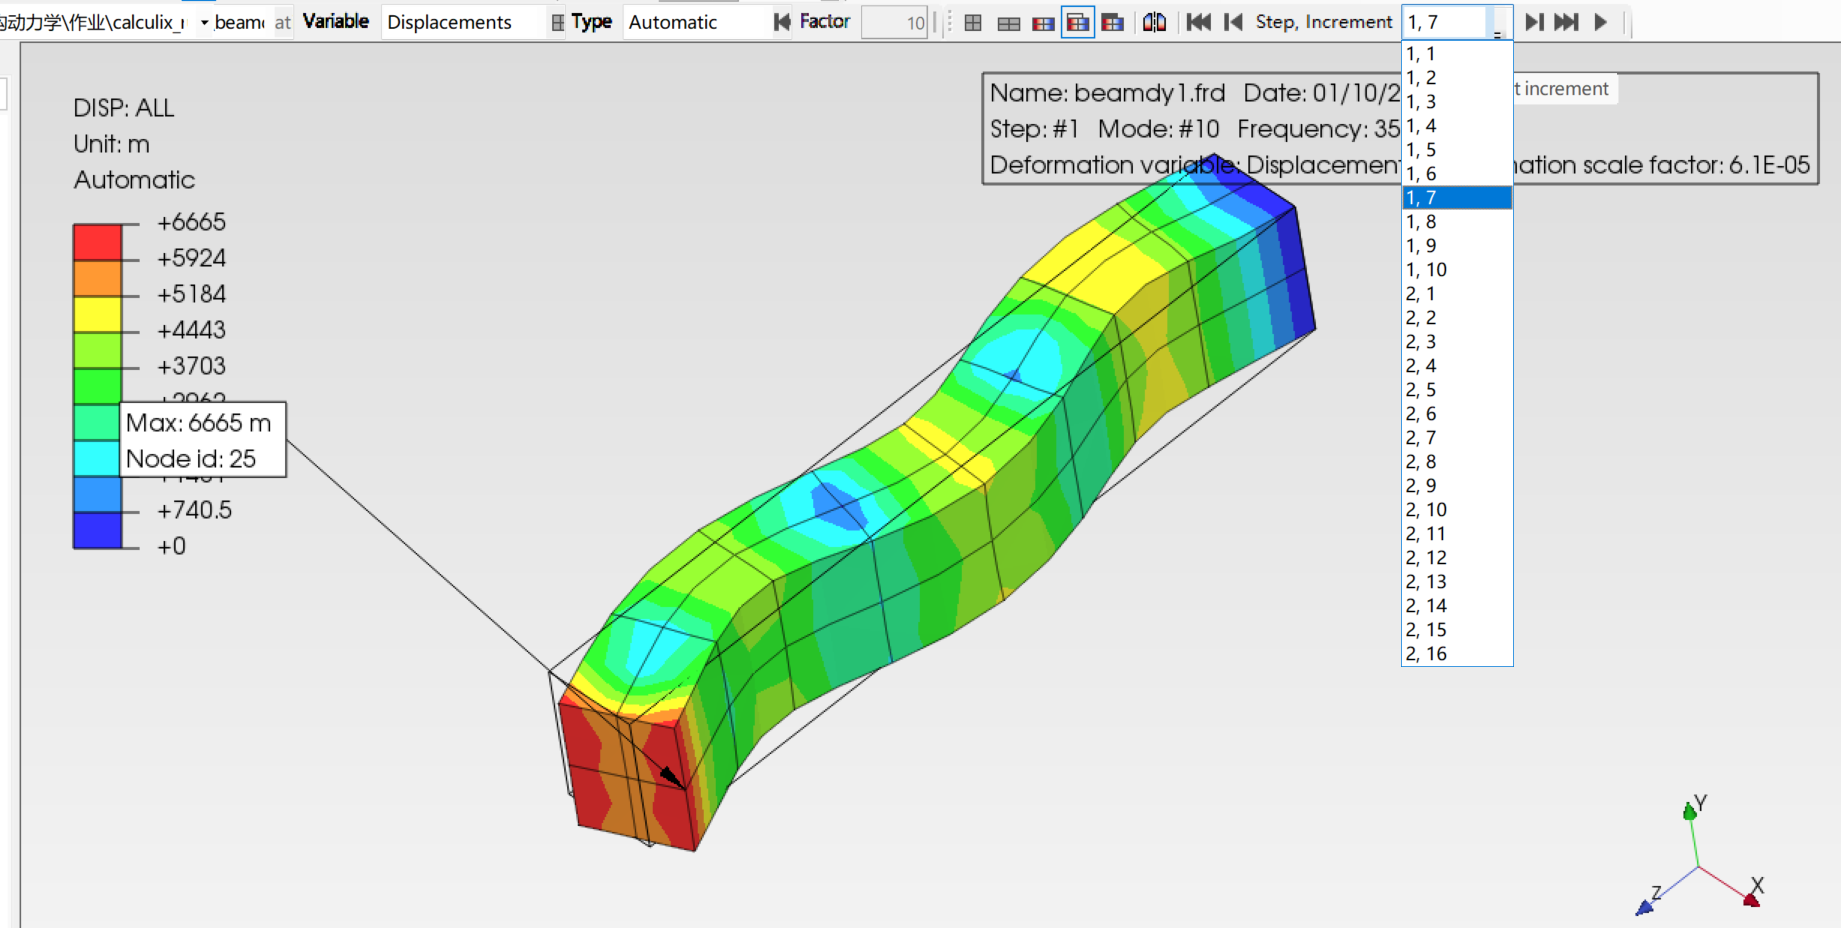 构动力学\作业\calculix_r beam at Variable Displacements Type Automatic Factor 10 Step, Increment 1, 7
1, 1
1, 2
1, 3
1, 4
1, 5
1, 6
1, 7
1, 8
1, 9
1, 10
2, 1
2, 2
2, 3
2, 4
2, 5
2, 6
2, 7
2, 8
2, 9
2, 10
2, 11
2, 12
2, 13
2, 14
2, 15
2, 16
t increment
Name: beamdy1.frd Date: 01/10/2
Step: #1 Mode: #10 Frequency: 35
Deformation variable: Displacement mation scale factor: 6.1E-05
DISP: ALL
Unit: m
Automatic
+6665
+5924
+5184
+4443
+3703
+2962
Max: 6665 m
Node id: 25
+740.5
+0
Y
Z
X